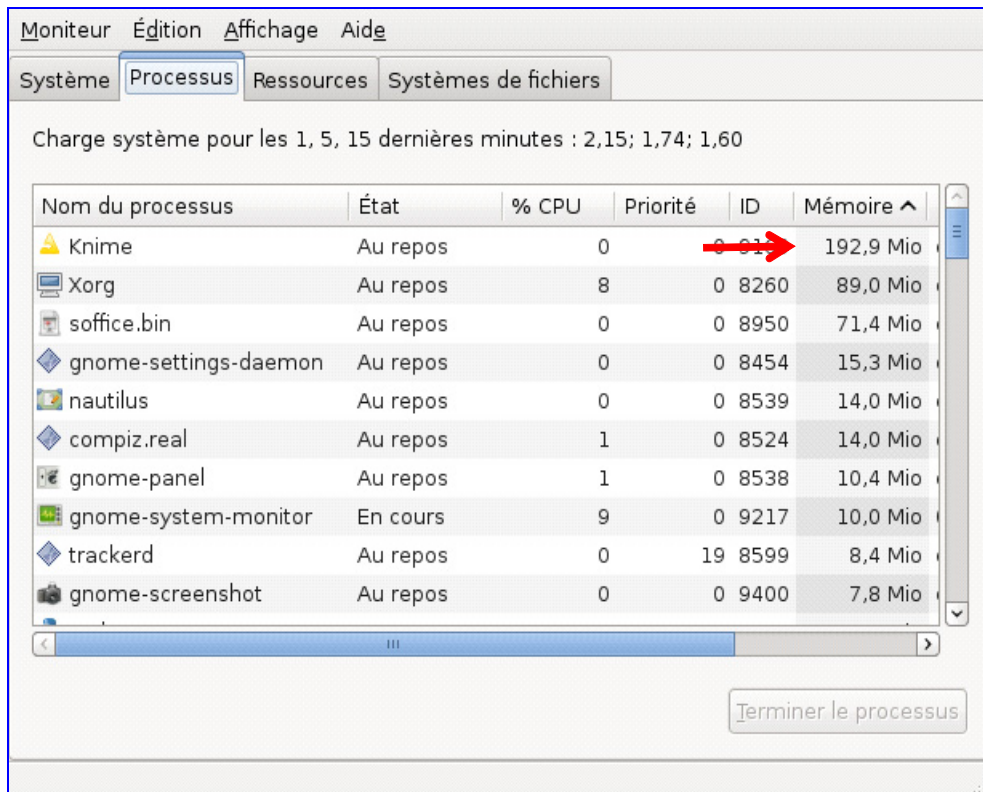 Moniteur Édition Affichage Aide
Système Processus Ressources Systèmes de fichiers
Charge système pour les 1, 5, 15 dernières minutes : 2,15; 1,74; 1,60
Nom du processus État % CPU Priorité ID Mémoire
Knime Au repos 0 0 192,9 Mio
Xorg Au repos 8 0 8260 89,0 Mio
soffice.bin Au repos 0 0 8950 71,4 Mio
gnome-settings-daemon Au repos 0 0 8454 15,3 Mio
nautilus Au repos 0 0 8539 14,0 Mio
compiz.real Au repos 1 0 8524 14,0 Mio
gnome-panel Au repos 1 0 8538 10,4 Mio
gnome-system-monitor En cours 9 0 9217 10,0 Mio
trackerd Au repos 0 19 8599 8,4 Mio
gnome-screenshot Au repos 0 0 9400 7,8 Mio
Terminer le processus